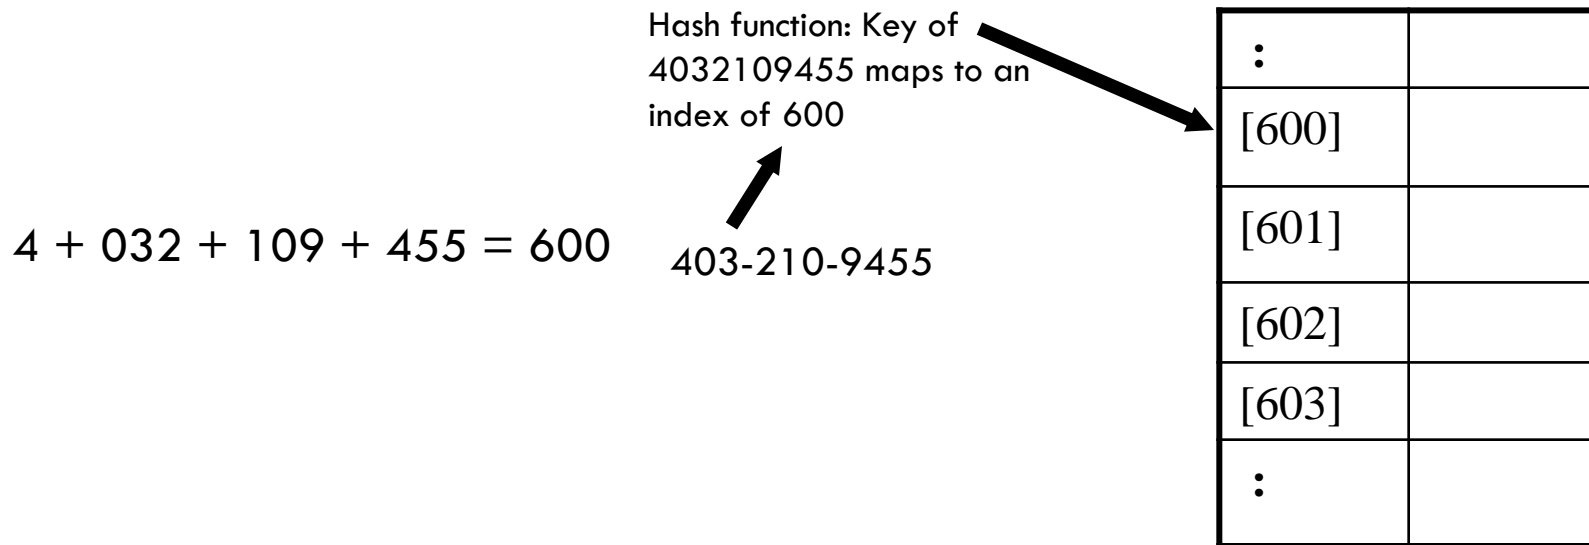 Hash function: Key of
4032109455 maps to an
index of 600
4 + 032 + 109 + 455 = 600
403-210-9455
:
[600]
[601]
[602]
[603]
: